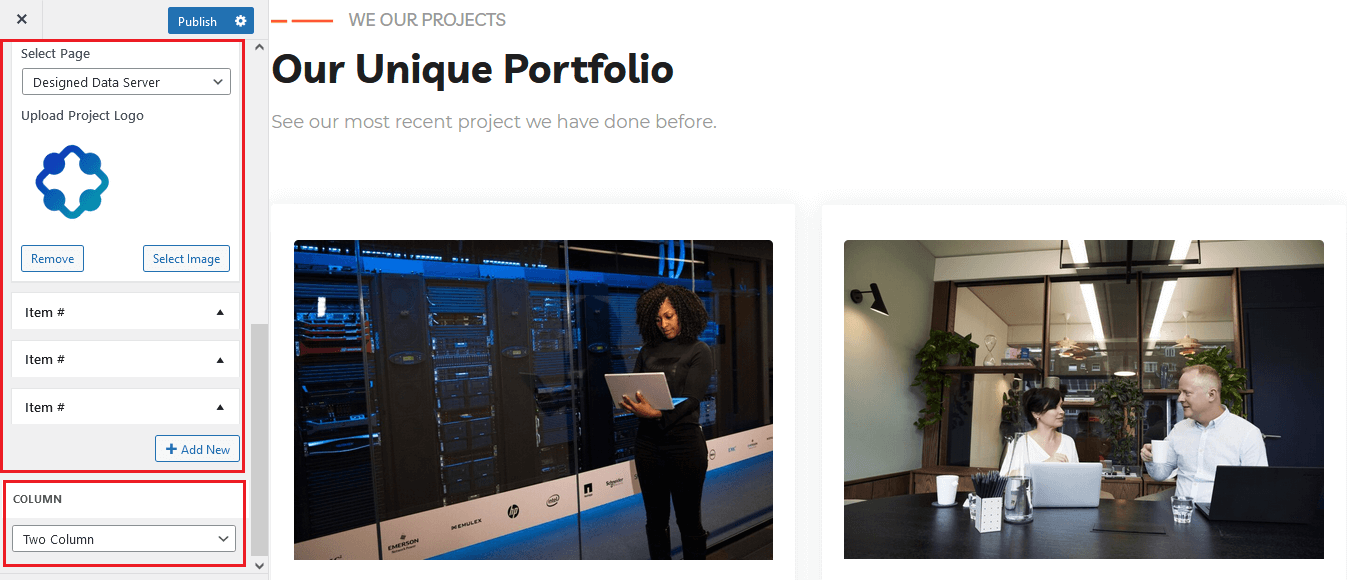 Publish
Select Page
Designed Data Server
Upload Project Logo
Remove
Select Image
Item #
Item #
Item #
Add New
COLUMN
Two Column
WE OUR PROJECTS
Our Unique Portfolio
See our most recent project we have done before.
EMERSON
EMULEX
hp
intel